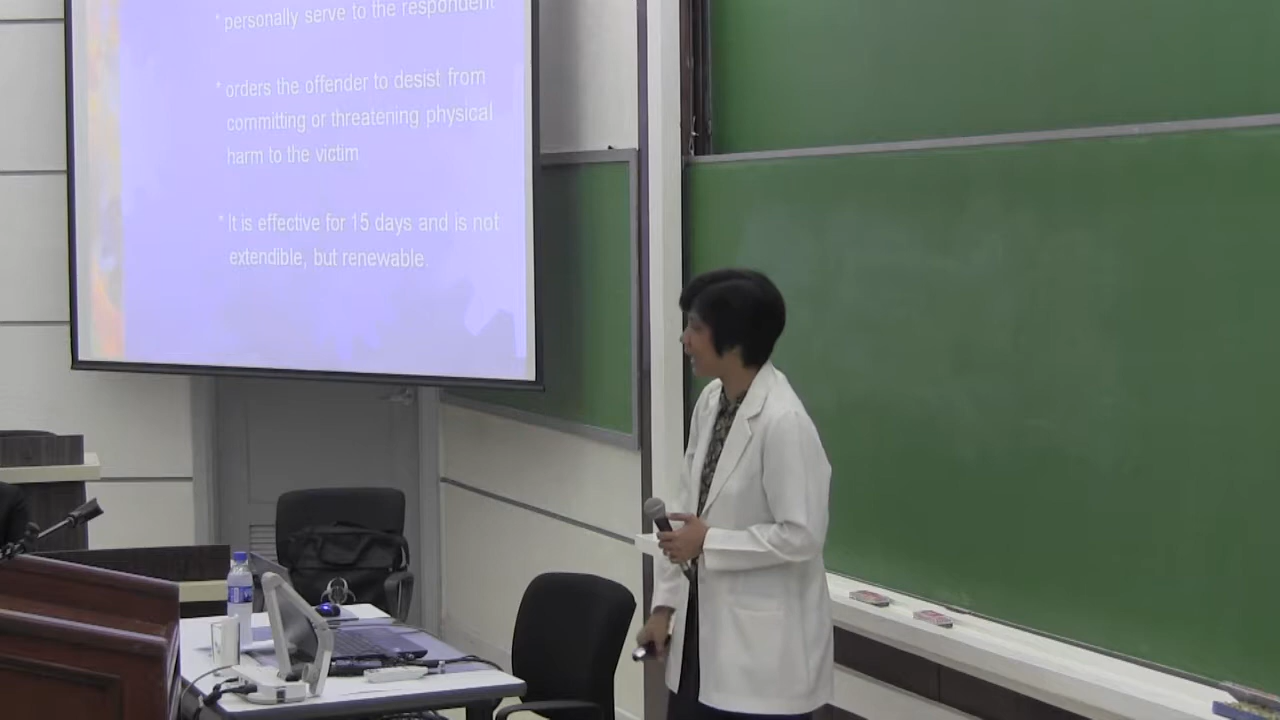 * personally serve to the respondent
* orders the offender to desist from
committing or threatening physical
harm to the victim
* It is effective for 15 days and is not
extendible, but renewable.